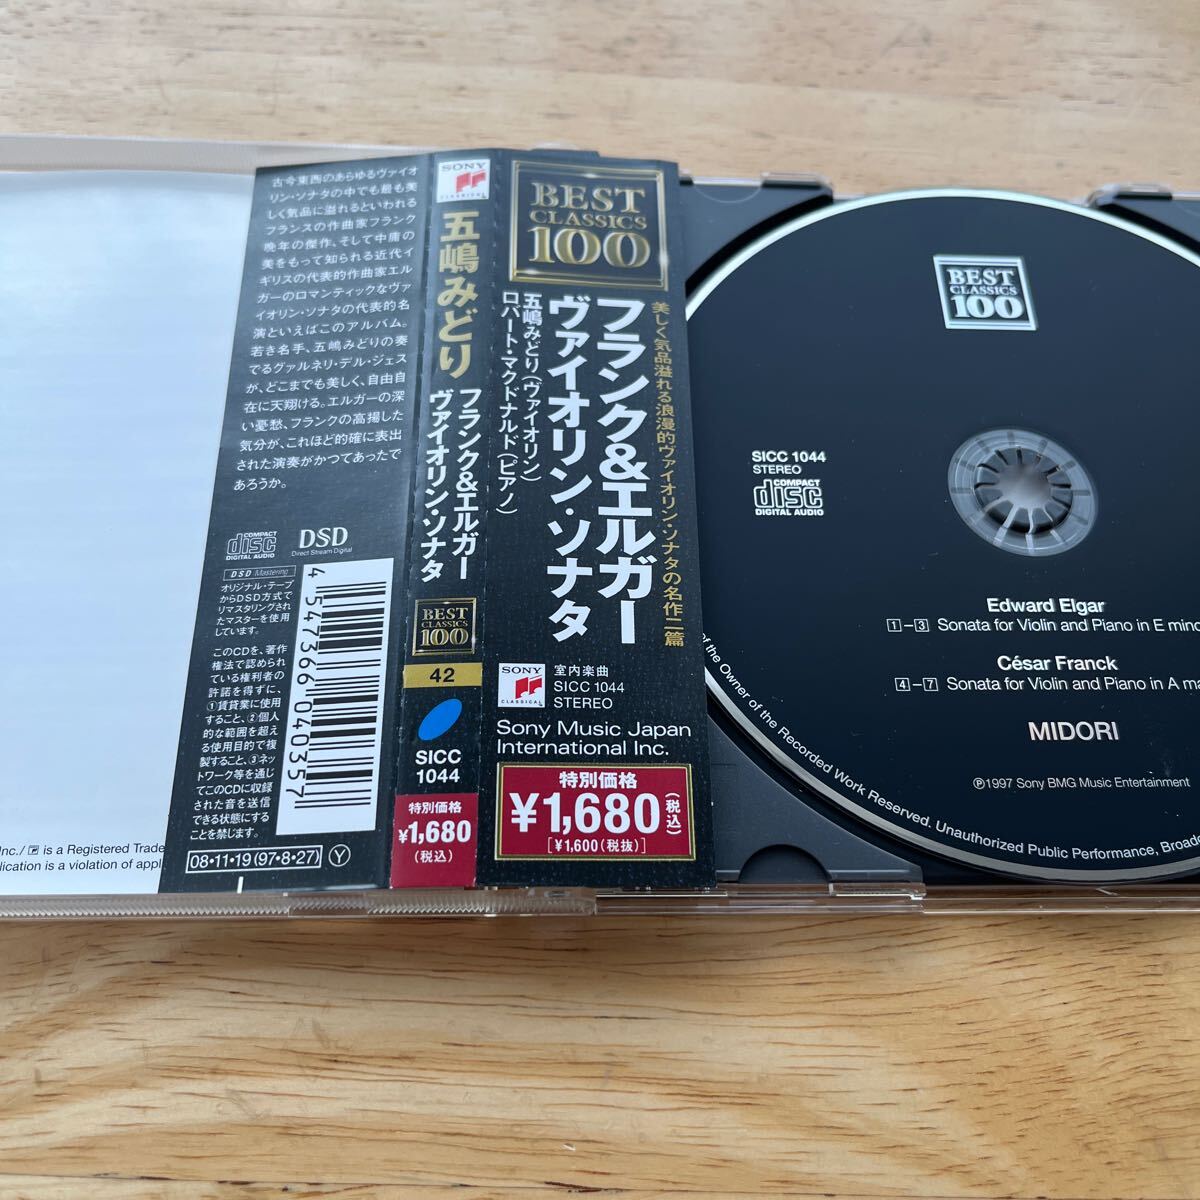 古今東西のあらゆるヴァイオ
リン・ソナタの中でも最も美
しく気品に溢れるといわれる
フランスの作曲家フランク
晩年の傑作、そして中庸の
美をもって知られる近代イ
ギリスの代表的作曲家エル
ガーのロマンティックなヴァ
イオリン・ソナタの代表的名
演といえばこのアルバム。
若き名手、五嶋みどりの奏
でるグァルネリ・デル・ジェス
が、どこまでも美しく、自由自
在に天翔ける。エルガーの深
い憂愁、フランクの高揚した
気分が、これほど的確に表出
された演奏がかつてあったで
あろうか。
COMPACT
disc
DIGITAL AUDIO
DSD
Direct Stream Digital
DSD Mastering
オリジナル・テープ
からDSD方式で
リマスタリングされ
たマスターを使用
しています。
このCDを、著作
権法で認められ
ている権利者の
許諾を得ずに、
①賃貸業に使用
すること、②個人
的な範囲を超え
る使用目的で複
製すること、③ネッ
トワーク等を通じ
てこのCDに収録
された音を送信
できる状態にする
ことを禁じます。
4 547366 040357
08・11・19(97・8・27)
Y
Inc./
is a Registered Trade
lication is a violation of appl
SONY
CLASSICAL
五嶋みどり
フランク&エルガー
ヴァイオリン・ソナタ
BEST
CLASSICS
100
42
SICC
1044
特別価格
¥1,680
(税込)
BEST
CLASSICS
100
美しく気品溢れる浪漫的ヴァイオリン・ソナタの名作二篇
フランク&エルガー
ヴァイオリン・ソナタ
五嶋みどり(ヴァイオリン)
ロバート・マクドナルド(ピアノ)
SONY
CLASSICAL
室内楽曲
SICC 1044
STEREO
Sony Music Japan
International Inc.
特別価格
¥1,680(税込)
[¥1,600(税抜)]
BEST
CLASSICS
100
SICC 1044
STEREO
COMPACT
disc
DIGITAL AUDIO
Edward Elgar
1-3 Sonata for Violin and Piano in E mino
César Franck
4-7 Sonata for Violin and Piano in A ma
MIDORI
℗1997 Sony BMG Music Entertainment
of the Owner of the Recorded Work Reserved. Unauthorized Public Performance, Broadc